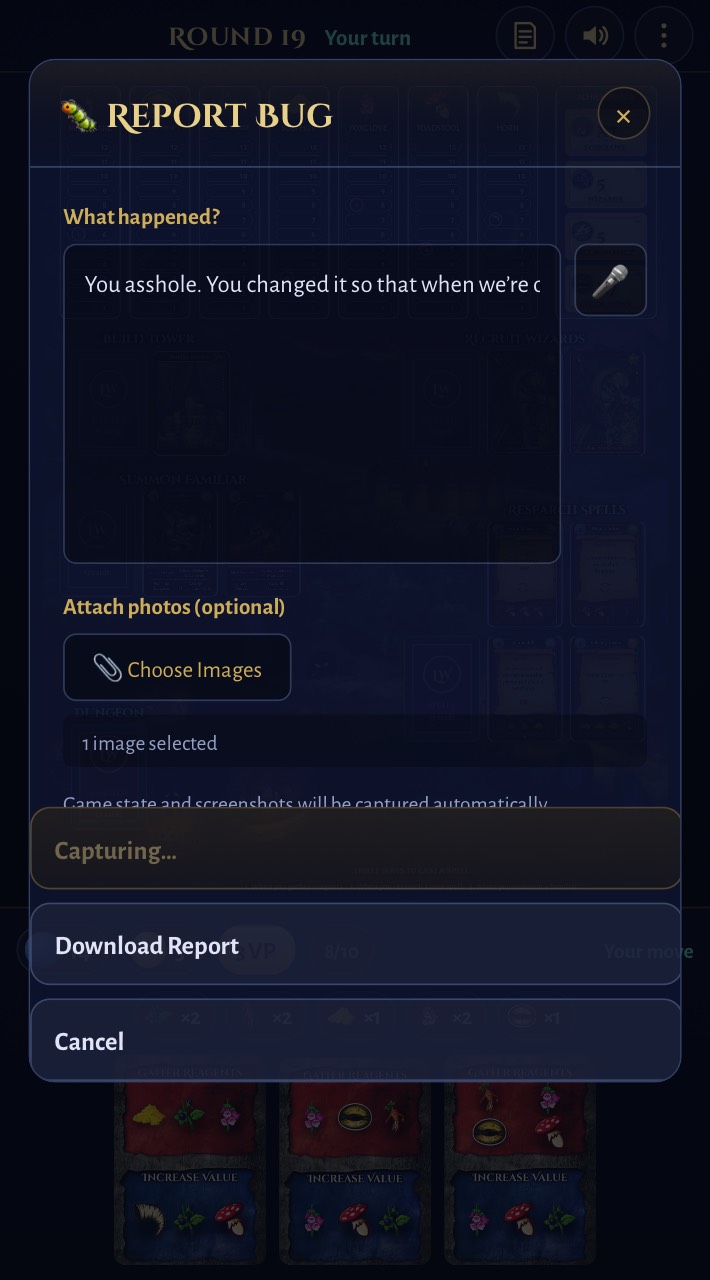 ROUND 19 Your turn
REPORT BUG
×
What happened?
You asshole. You changed it so that when we’re c
BUILD TOWER
RECRUIT WIZARDS
SUMMON FAMILIAR
RESEARCH SPELLS
Attach photos (optional)
Choose Images
DUNGEON
1 image selected
Game state and screenshots will be captured automatically
Capturing...
Download Report
VP
8/10
Your move
Cancel
×2
×2
×1
×2
×1
GATHER REAGENTS
GATHER REAGENTS
GATHER REAGENTS
INCREASE VALUE
INCREASE VALUE
INCREASE VALUE